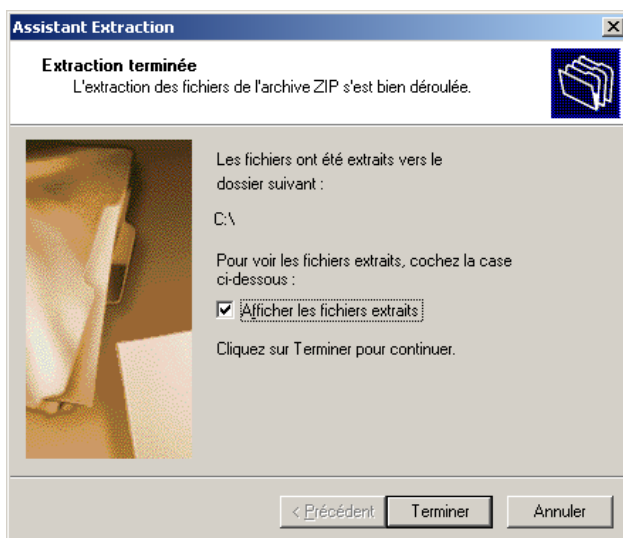 Assistant Extraction
Extraction terminée
L'extraction des fichiers de l'archive ZIP s'est bien déroulée.
Les fichiers ont été extraits vers le
dossier suivant :
C:\
Pour voir les fichiers extraits, cochez la case
ci-dessous :
Afficher les fichiers extraits
Cliquez sur Terminer pour continuer.
< Précédent Terminer Annuler